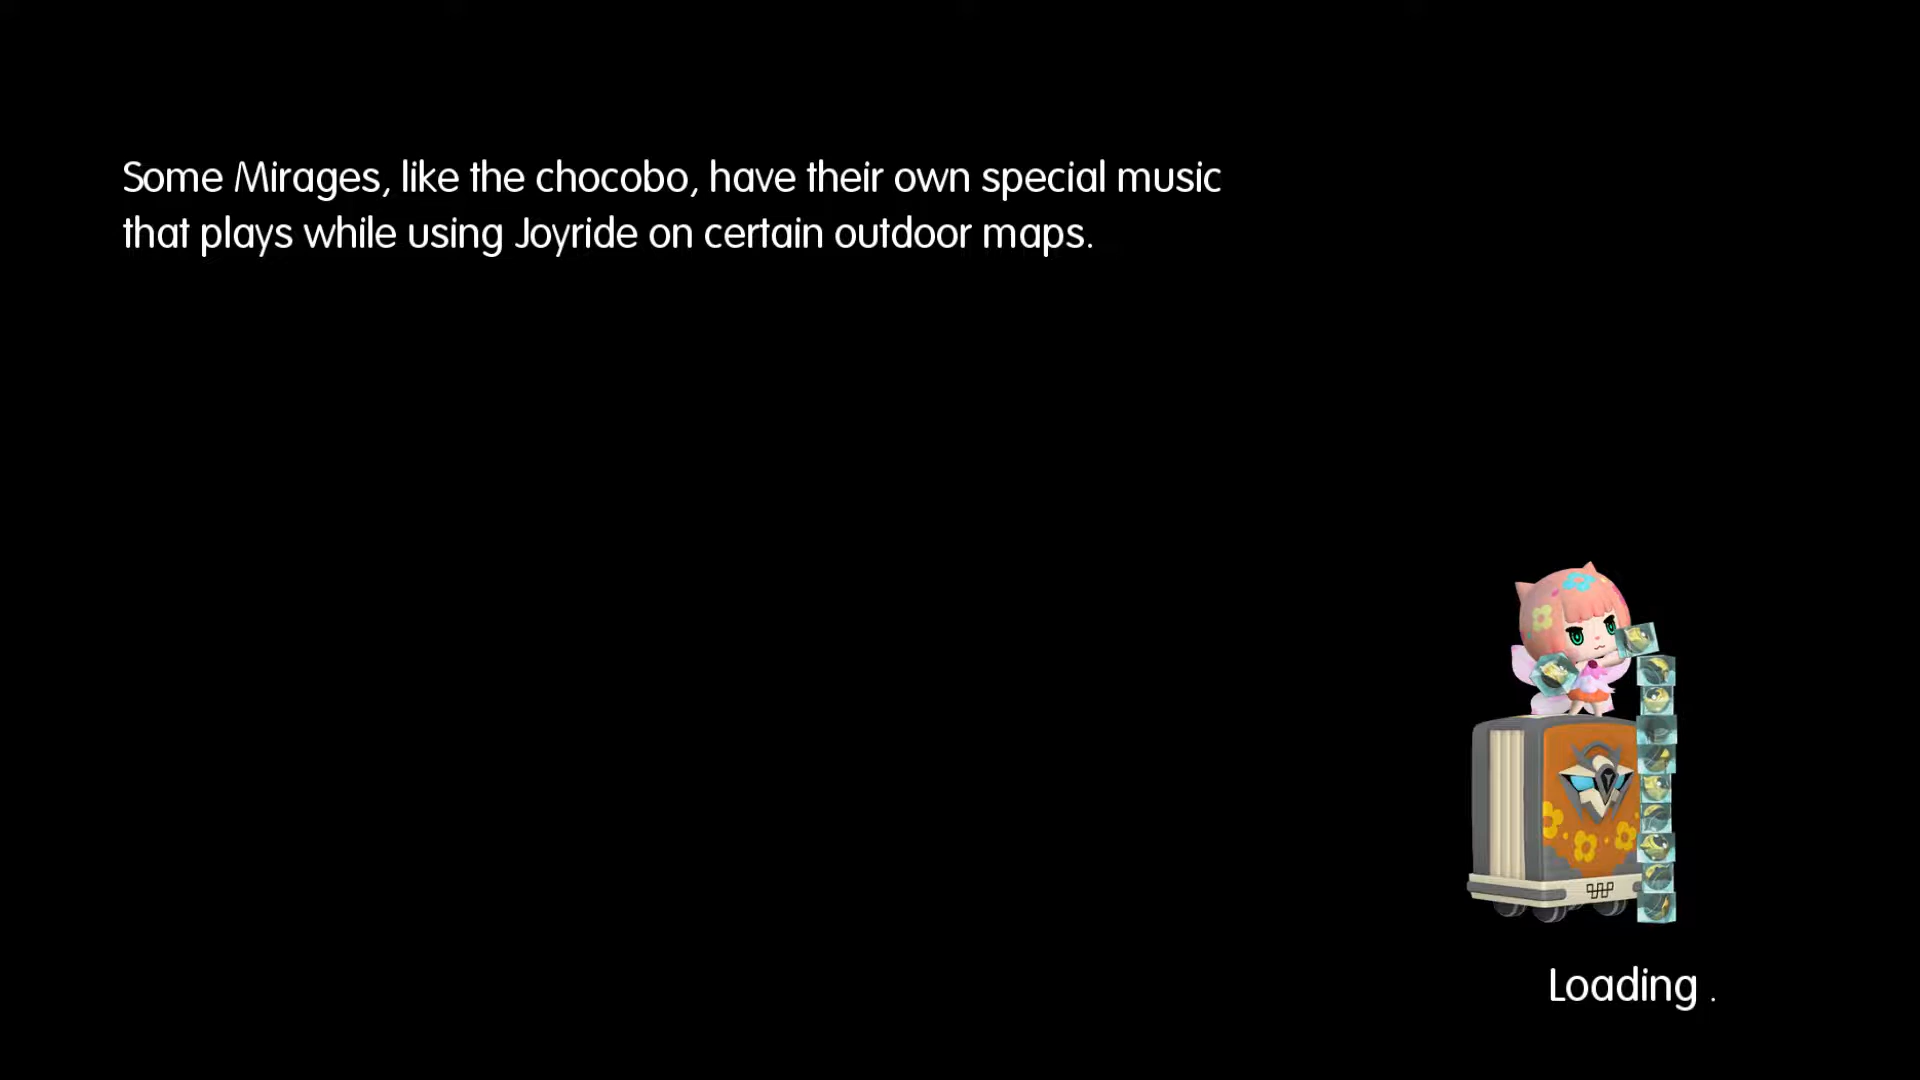 Some Mirages, like the chocobo, have their own special music
that plays while using Joyride on certain outdoor maps.
Loading .